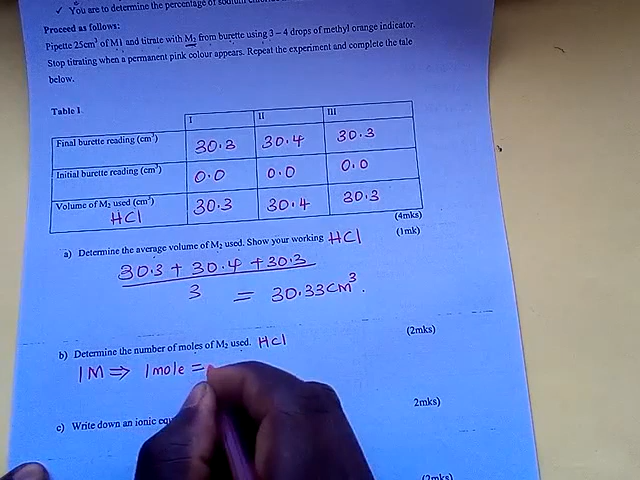 ✓ You are to determine the percentage of sodium
Proceed as follows:
Pipette 25cm³ of M1 and titrate with M₂ from burette using 3 – 4 drops of methyl orange indicator.
Stop titrating when a permanent pink colour appears. Repeat the experiment and complete the tale
below.
Table 1
I II III
Final burette reading (cm³) 30.3 30.4 30.3
Initial burette reading (cm³) 0.0 0.0 0.0
Volume of M₂ used (cm³) 30.3 30.4 30.3
HCl
(4mks)
a) Determine the average volume of M₂ used. Show your working HCl (1mk)
30.3 + 30.4 + 30.3
3 = 30.33cm³.
b) Determine the number of moles of M₂ used. HCl (2mks)
1M ⇒ 1mole =
c) Write down an ionic 2mks)
(2mks)